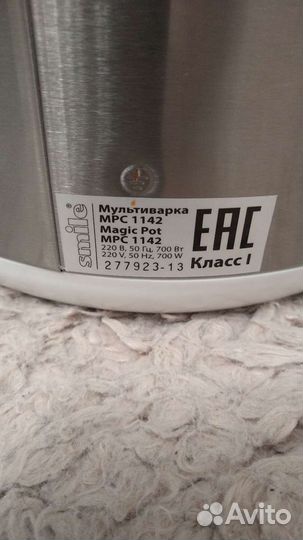 smile®
Мультиварка
МРС 1142
Magic Pot
MPC 1142
220 В, 50 Гц, 700 Вт
220 V, 50 Hz, 700 W
277923-13
EAC
Класс I
Avito